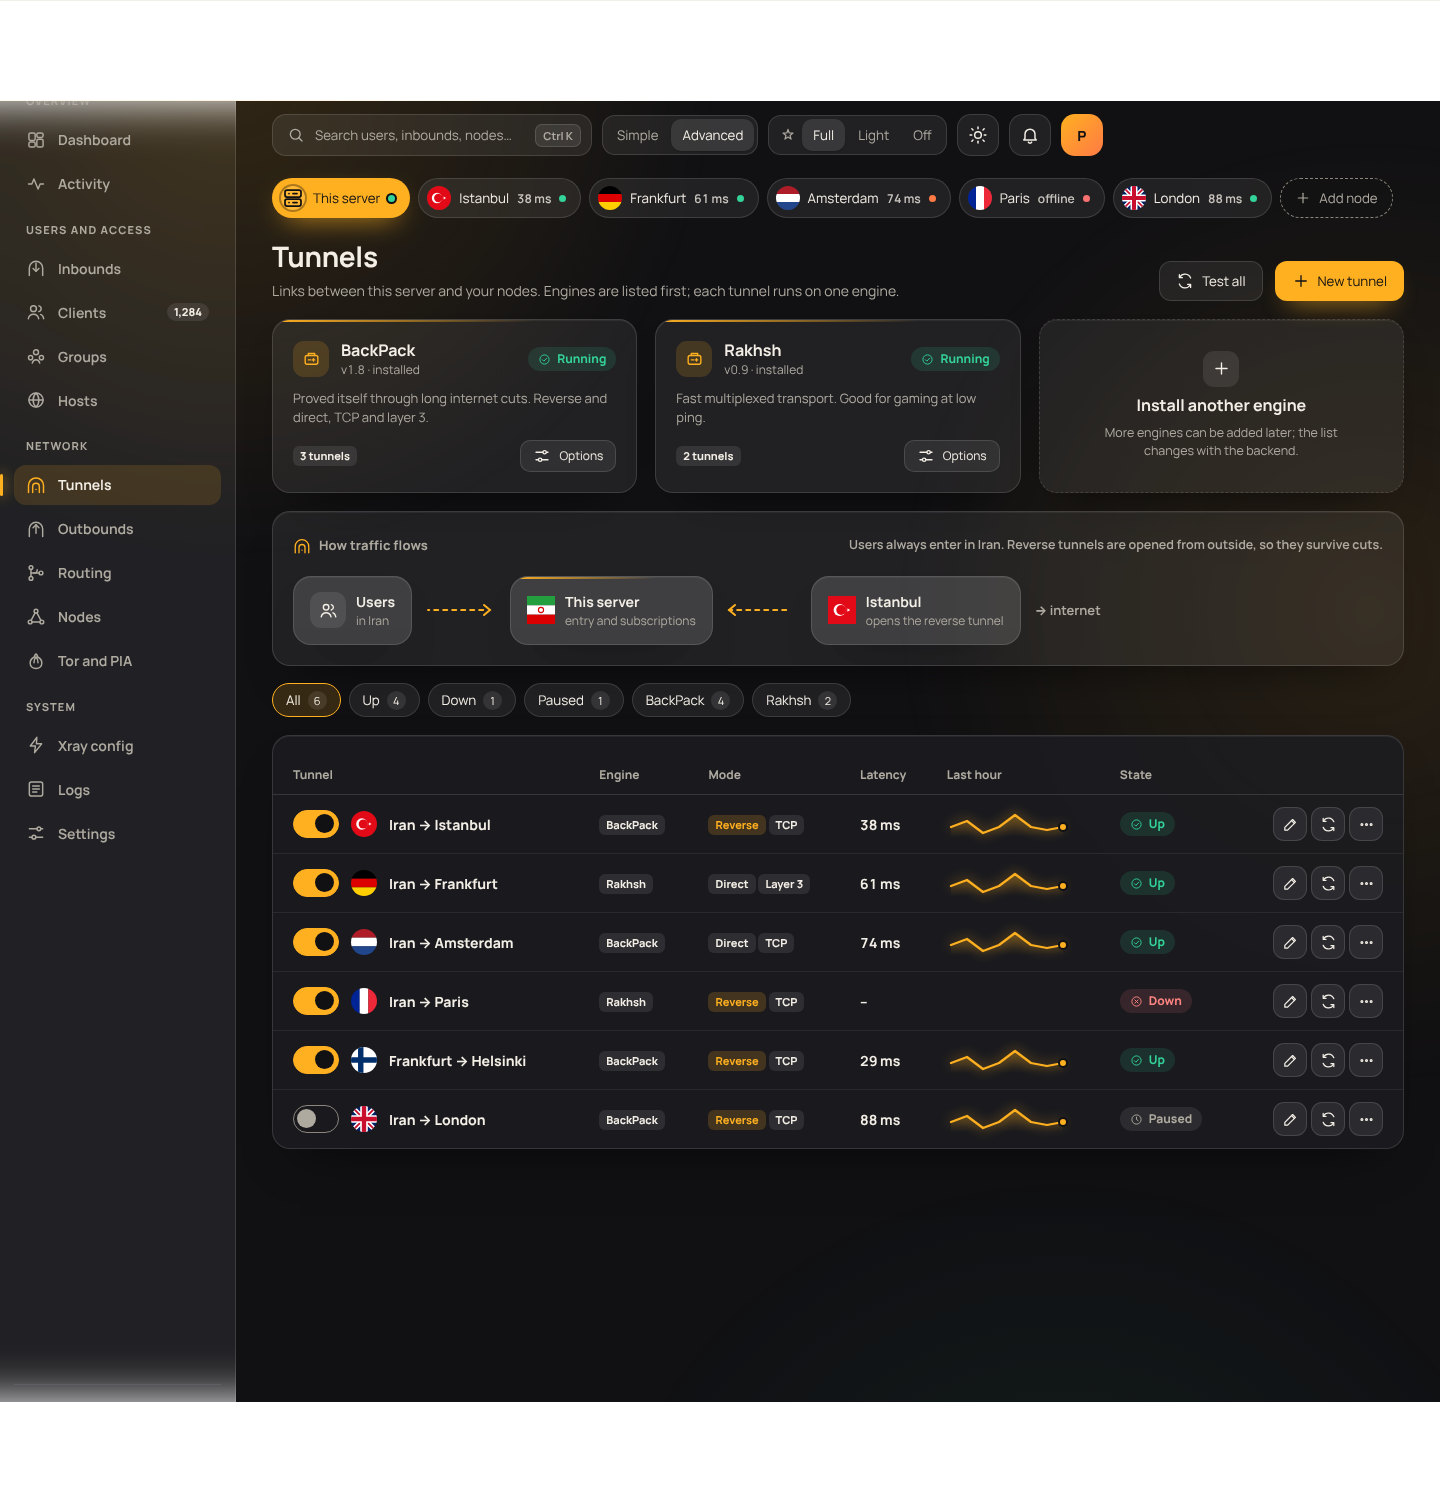 OVERVIEW
Dashboard
Activity
USERS AND ACCESS
Inbounds
Clients 1,284
Groups
Hosts
NETWORK
Tunnels
Outbounds
Routing
Nodes
Tor and PIA
SYSTEM
Xray config
Logs
Settings
Search users, inbounds, nodes... Ctrl K
Simple Advanced
Full Light Off
P
This server
Istanbul 38 ms
Frankfurt 61 ms
Amsterdam 74 ms
Paris offline
London 88 ms
Add node
Tunnels
Links between this server and your nodes. Engines are listed first; each tunnel runs on one engine.
Test all
New tunnel
BackPack
v1.8 · installed
Running
Proved itself through long internet cuts. Reverse and
direct, TCP and layer 3.
3 tunnels
Options
Rakhsh
v0.9 · installed
Running
Fast multiplexed transport. Good for gaming at low
ping.
2 tunnels
Options
Install another engine
More engines can be added later; the list
changes with the backend.
How traffic flows
Users always enter in Iran. Reverse tunnels are opened from outside, so they survive cuts.
Users
in Iran
This server
entry and subscriptions
Istanbul
opens the reverse tunnel
→ internet
All 6
Up 4
Down 1
Paused 1
BackPack 4
Rakhsh 2
Tunnel Engine Mode Latency Last hour State
Iran → Istanbul BackPack Reverse TCP 38 ms Up
Iran → Frankfurt Rakhsh Direct Layer 3 61 ms Up
Iran → Amsterdam BackPack Direct TCP 74 ms Up
Iran → Paris Rakhsh Reverse TCP – Down
Frankfurt → Helsinki BackPack Reverse TCP 29 ms Up
Iran → London BackPack Reverse TCP 88 ms Paused